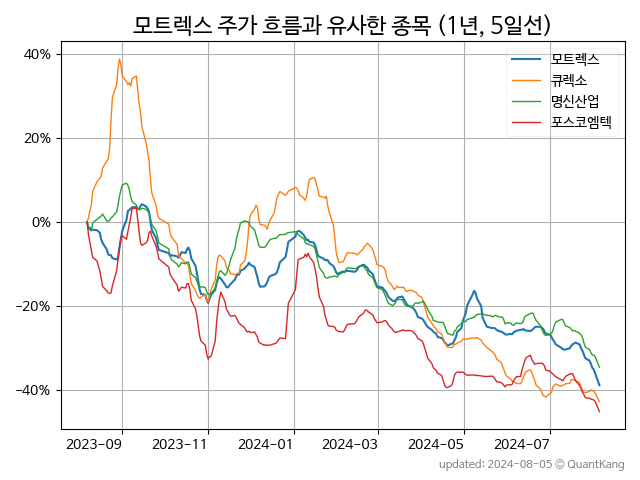 모트렉스 주가 흐름과 유사한 종목 (1년, 5일선)
모트렉스
큐렉소
명신산업
포스코엠텍
40%
20%
0%
−20%
−40%
2023-09 2023-11 2024-01 2024-03 2024-05 2024-07
updated: 2024-08-05 © QuantKang